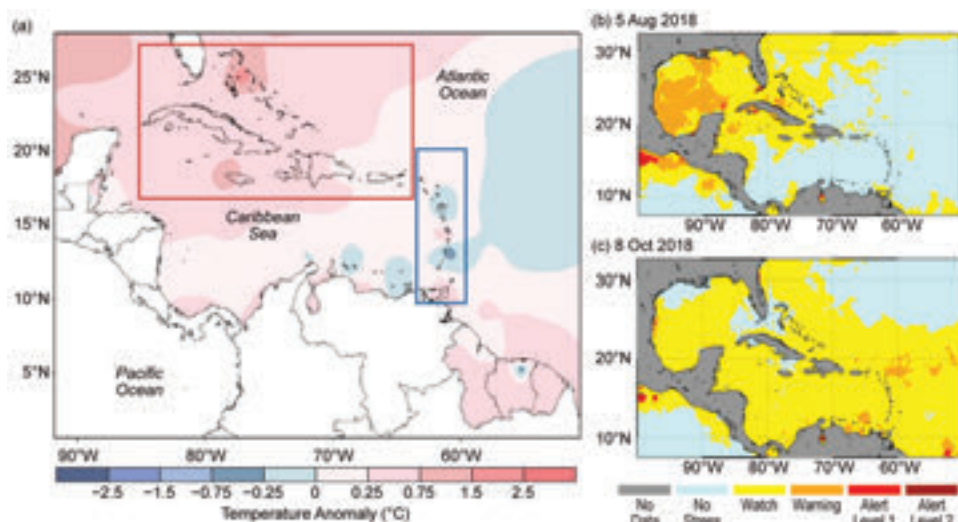 (a)
25°N
20°N
15°N
10°N
5°N
Atlantic
Ocean
Caribbean
Sea
Pacific
Ocean
90°W 80°W 70°W 60°W
−2.5 −1.5 −0.75 −0.25 0 0.25 0.75 1.5 2.5
Temperature Anomaly (°C)
(b) 5 Aug 2018
30°N
20°N
10°N
90°W 80°W 70°W 60°W
(c) 8 Oct 2018
30°N
20°N
10°N
90°W 80°W 70°W 60°W
No Data
No Stress
Watch
Warning
Alert Level 1
Alert Level 2